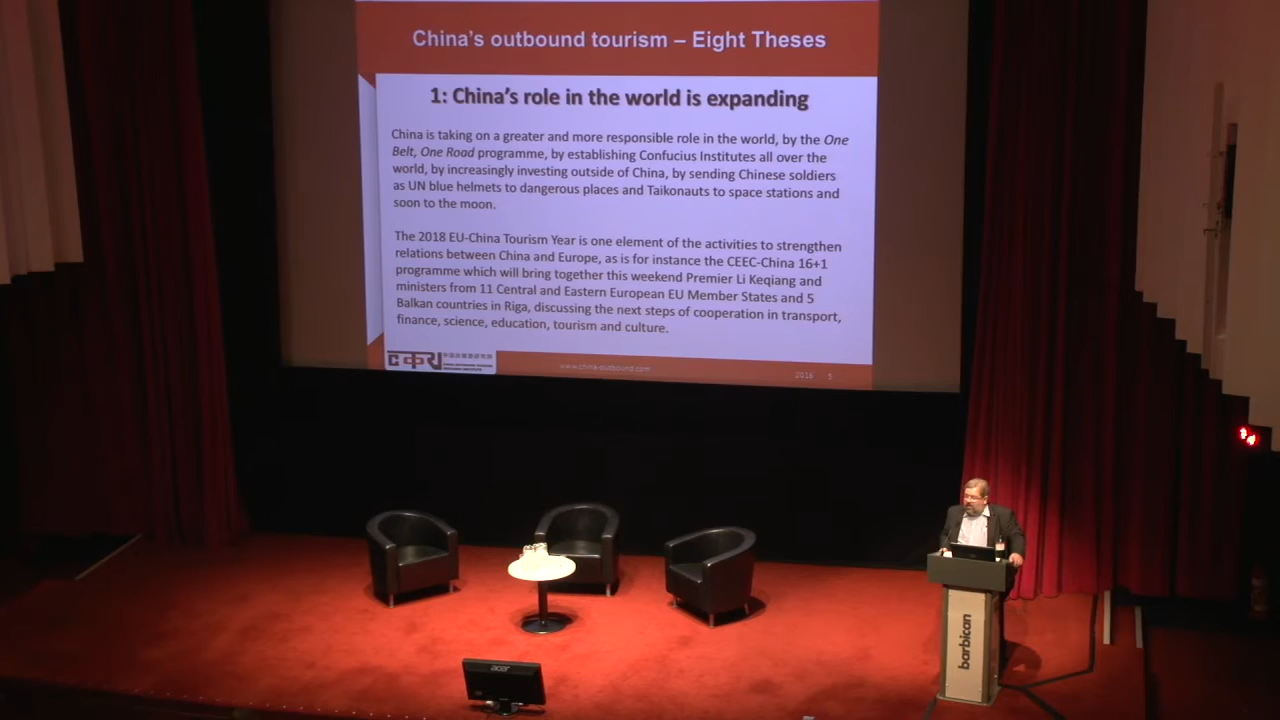 China's outbound tourism – Eight Theses
1: China's role in the world is expanding
China is taking on a greater and more responsible role in the world, by the One
Belt, One Road programme, by establishing Confucius Institutes all over the
world, by increasingly investing outside of China, by sending Chinese soldiers
as UN blue helmets to dangerous places and Taikonauts to space stations and
soon to the moon.
The 2018 EU-China Tourism Year is one element of the activities to strengthen
relations between China and Europe, as is for instance the CEEC-China 16+1
programme which will bring together this weekend Premier Li Keqiang and
ministers from 11 Central and Eastern European EU Member States and 5
Balkan countries in Riga, discussing the next steps of cooperation in transport,
finance, science, education, tourism and culture.
www.china-outbound.com
2016 5
barbican
acer